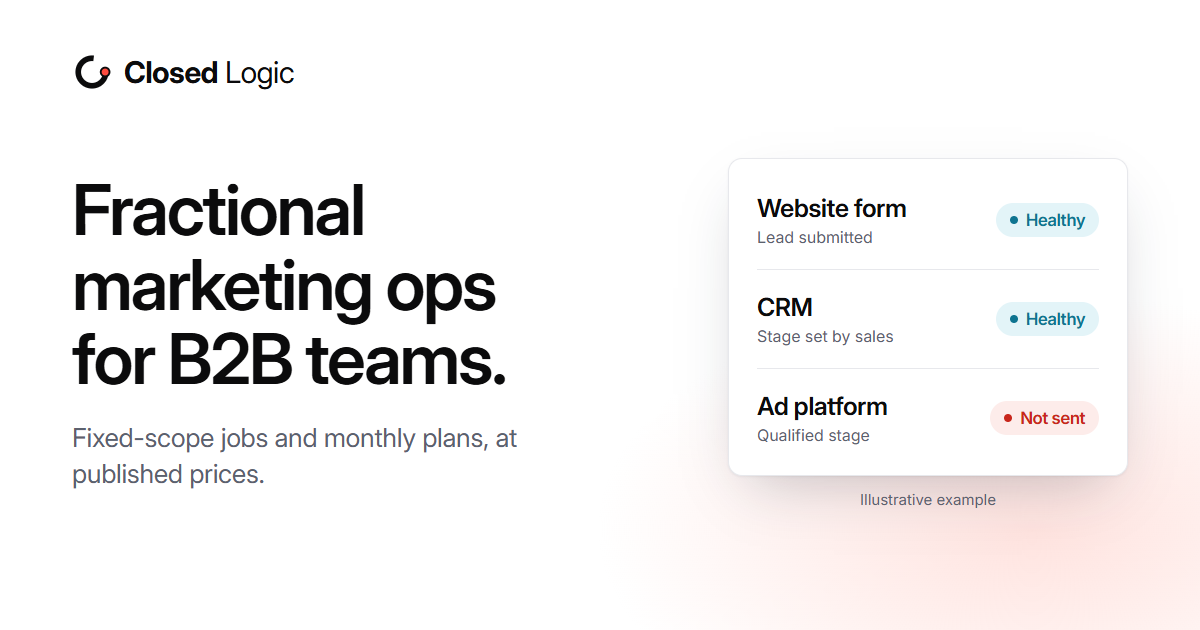 Closed Logic
Fractional
marketing ops
for B2B teams.
Fixed-scope jobs and monthly plans, at
published prices.
Website form
Lead submitted
Healthy
CRM
Stage set by sales
Healthy
Ad platform
Qualified stage
Not sent
Illustrative example